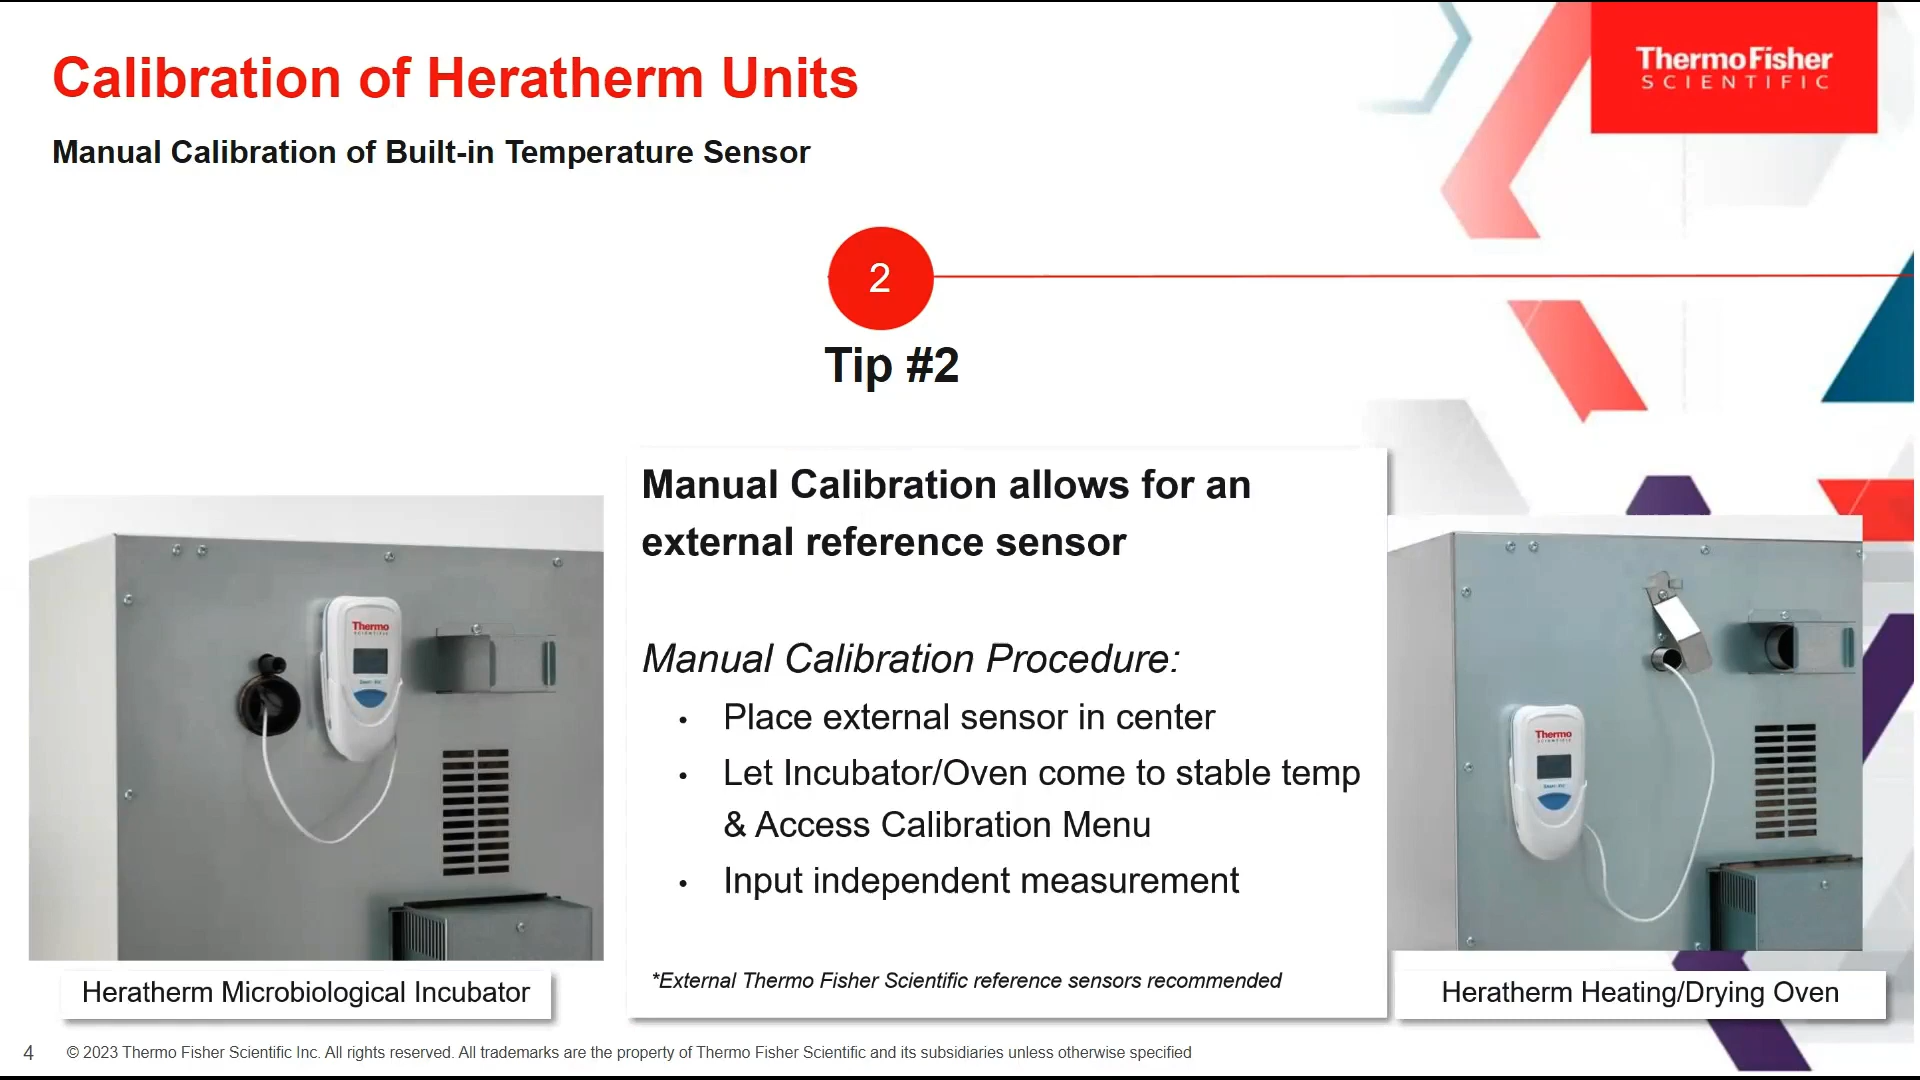 Calibration of Heratherm Units
ThermoFisher
SCIENTIFIC
Manual Calibration of Built-in Temperature Sensor
2
Tip #2
Manual Calibration allows for an
external reference sensor
Manual Calibration Procedure:
• Place external sensor in center
• Let Incubator/Oven come to stable temp
& Access Calibration Menu
• Input independent measurement
*External Thermo Fisher Scientific reference sensors recommended
Thermo
SCIENTIFIC
Heratherm Microbiological Incubator
Thermo
SCIENTIFIC
Heratherm Heating/Drying Oven
4 © 2023 Thermo Fisher Scientific Inc. All rights reserved. All trademarks are the property of Thermo Fisher Scientific and its subsidiaries unless otherwise specified